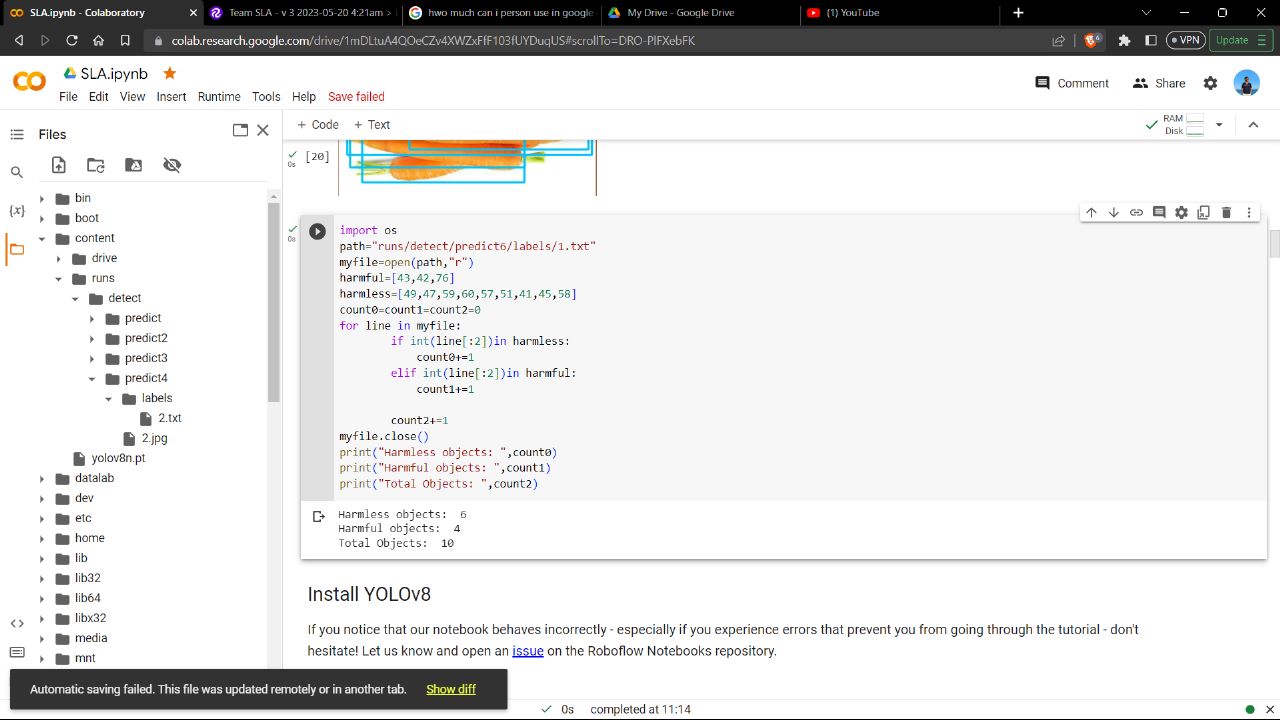 SLA.ipynb - Colaboratory
Team SLA - v 3 2023-05-20 4:21am >
hwo much can i person use in google
My Drive - Google Drive
(1) YouTube
colab.research.google.com/drive/1mDLtuA4QOeCZv4XWZxFfF103fUYDuqUS#scrollTo=DRO-PlFXebFK
6
VPN
Update
CO
SLA.ipynb
File Edit View Insert Runtime Tools Help Save failed
Comment
Share
Files
+ Code + Text
RAM
Disk
{x}
bin
boot
content
drive
runs
detect
predict
predict2
predict3
predict4
labels
2.txt
2.jpg
yolov8n.pt
datalab
dev
etc
home
lib
lib32
lib64
libx32
media
mnt
0s
[20]
0s
import os
path="runs/detect/predict6/labels/1.txt"
myfile=open(path,"r")
harmful=[43,42,76]
harmless=[49,47,59,60,57,51,41,45,58]
count0=count1=count2=0
for line in myfile:
if int(line[:2])in harmless:
count0+=1
elif int(line[:2])in harmful:
count1+=1
count2+=1
myfile.close()
print("Harmless objects: ",count0)
print("Harmful objects: ",count1)
print("Total Objects: ",count2)
Harmless objects:  6
Harmful objects:  4
Total Objects:  10
Install YOLOv8
If you notice that our notebook behaves incorrectly - especially if you experience errors that prevent you from going through the tutorial - don't
hesitate! Let us know and open an issue on the Roboflow Notebooks repository.
Automatic saving failed. This file was updated remotely or in another tab. Show diff
0s completed at 11:14